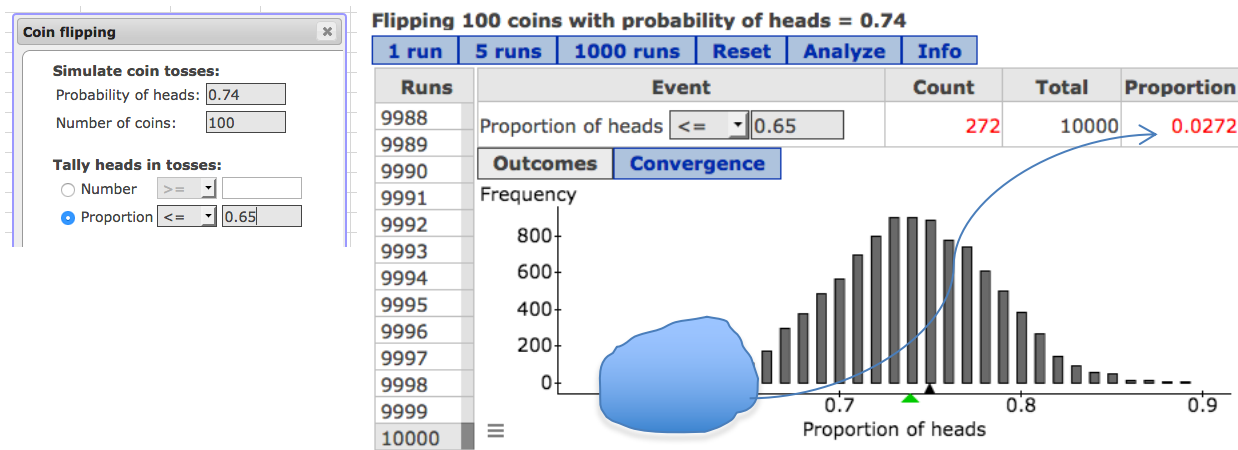 Coin flipping
Simulate coin tosses:
Probability of heads: 0.74
Number of coins: 100
Tally heads in tosses:
Number >=
Proportion <= 0.65
Flipping 100 coins with probability of heads = 0.74
1 run 5 runs 1000 runs Reset Analyze Info
Runs Event Count Total Proportion
9988
Proportion of heads <= 0.65 272 10000 0.0272
9989
9990 Outcomes Convergence
9991 Frequency
9992
9993
9994
9995
9996
9997
9998
9999
10000
800
600
400
200
0
0.7 0.8 0.9
Proportion of heads